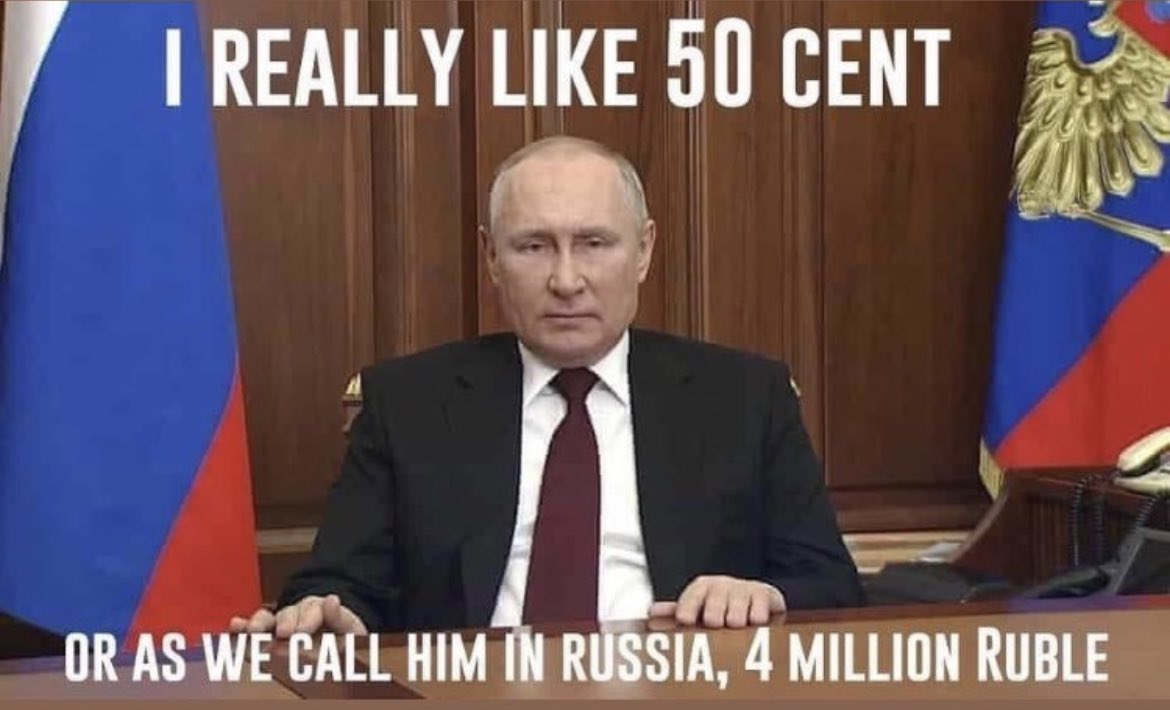 I REALLY LIKE 50 CENT
OR AS WE CALL HIM IN RUSSIA, 4 MILLION RUBLE